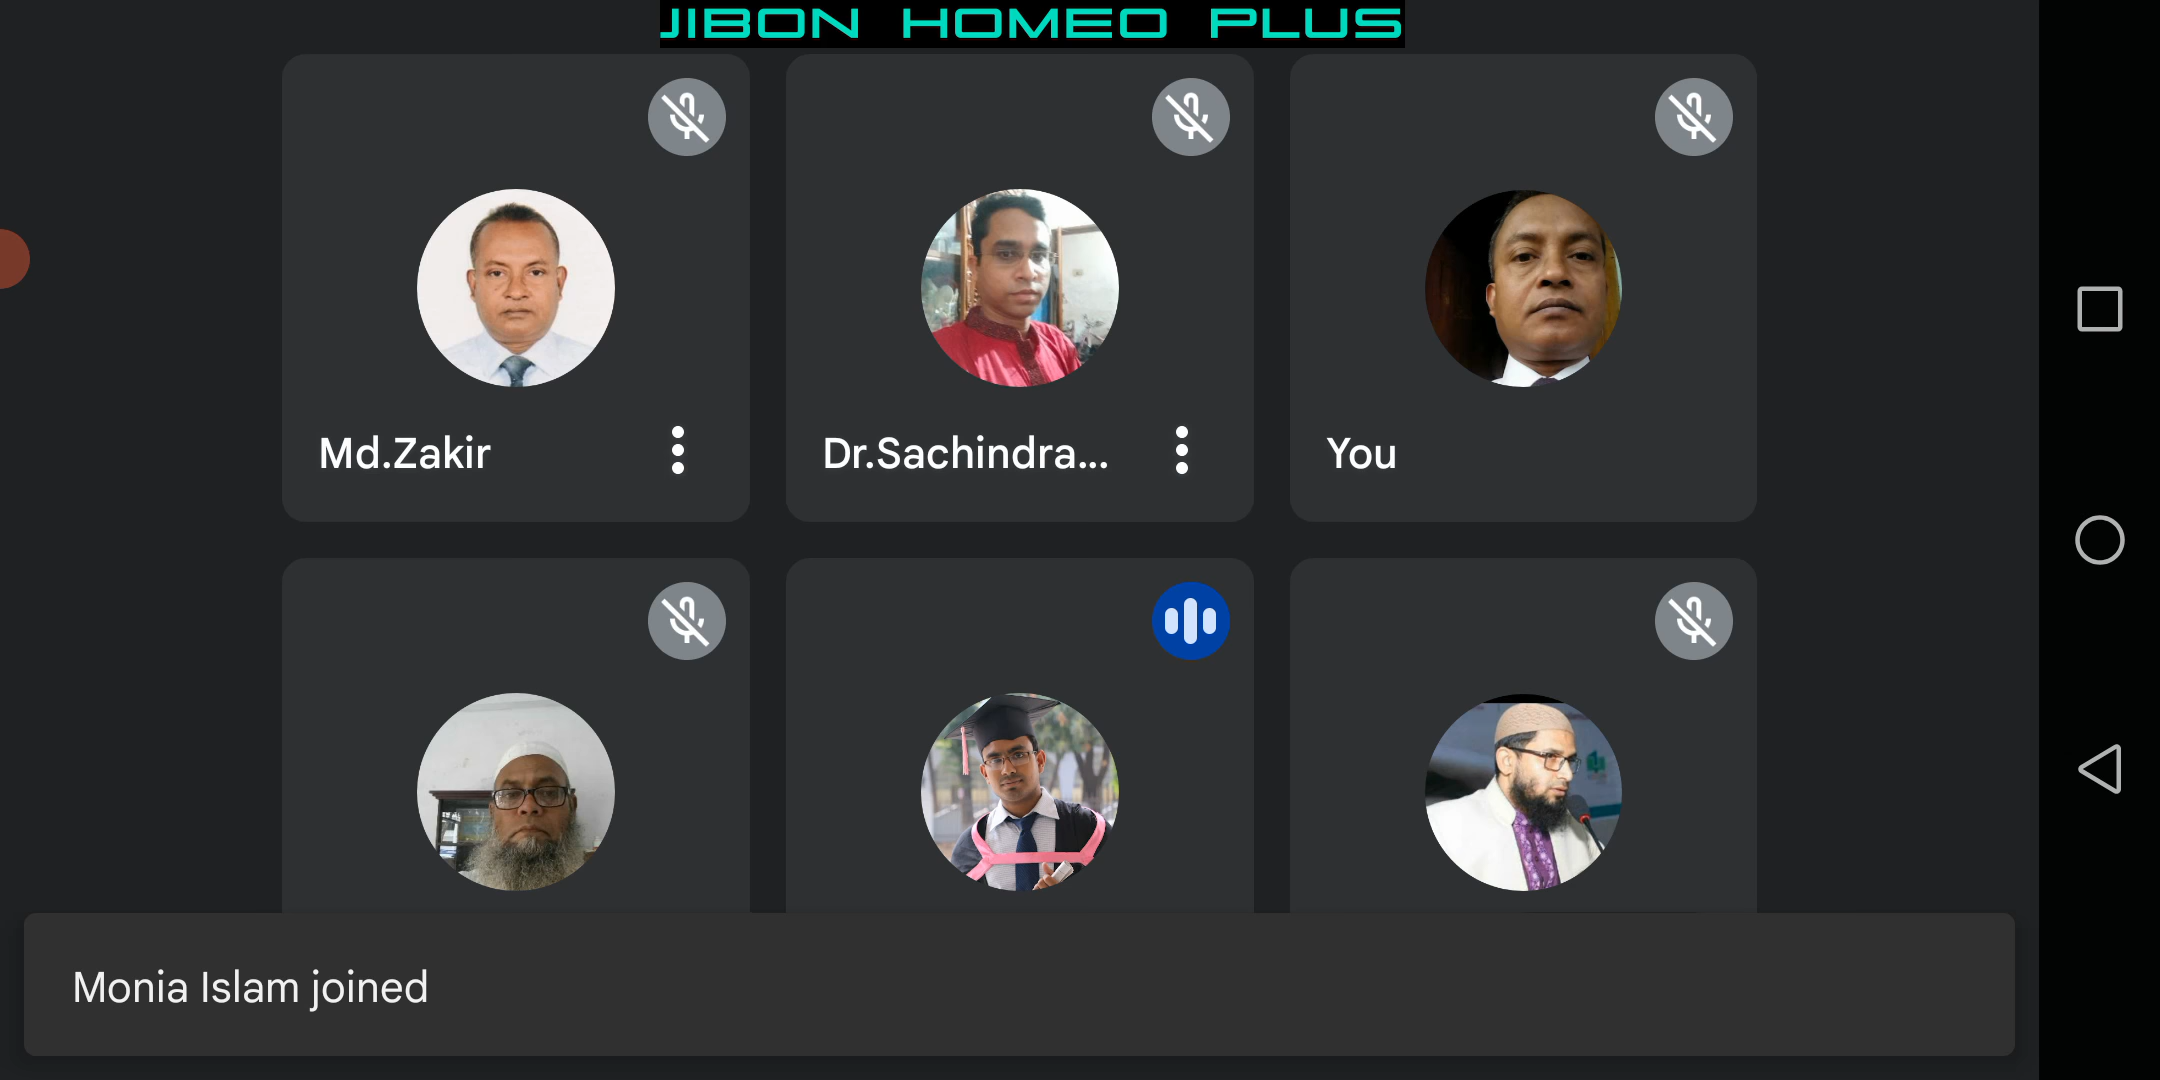 JIBON HOMEO PLUS
Md.Zakir
Dr.Sachindra...
You
Monia Islam joined